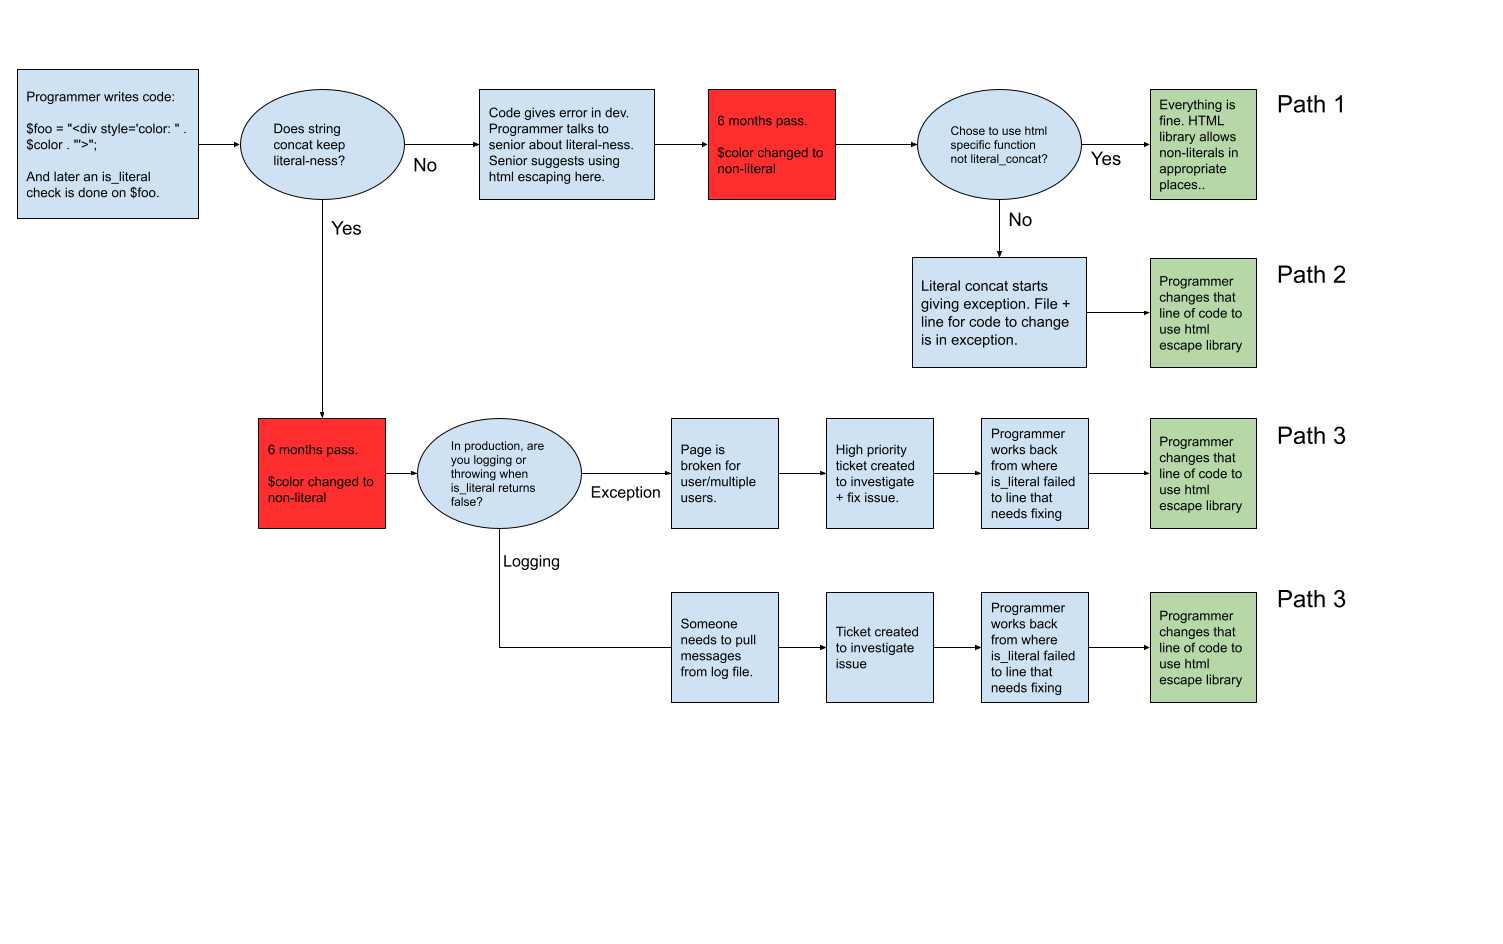 Programmer writes code:
$foo = "<div style='color: " .
$color . "'>";
And later an is_literal
check is done on $foo.
Does string
concat keep
literal-ness?
No
Yes
Code gives error in dev.
Programmer talks to
senior about literal-ness.
Senior suggests using
html escaping here.
6 months pass.
$color changed to
non-literal
Chose to use html
specific function
not literal_concat?
Yes
No
Everything is
fine. HTML
library allows
non-literals in
appropriate
places..
Path 1
Literal concat starts
giving exception. File +
line for code to change
is in exception.
Programmer
changes that
line of code to
use html
escape library
Path 2
6 months pass.
$color changed to
non-literal
In production, are
you logging or
throwing when
is_literal returns
false?
Exception
Logging
Page is
broken for
user/multiple
users.
High priority
ticket created
to investigate
+ fix issue.
Programmer
works back
from where
is_literal failed
to line that
needs fixing
Programmer
changes that
line of code to
use html
escape library
Path 3
Someone
needs to pull
messages
from log file.
Ticket created
to investigate
issue
Programmer
works back
from where
is_literal failed
to line that
needs fixing
Programmer
changes that
line of code to
use html
escape library
Path 3